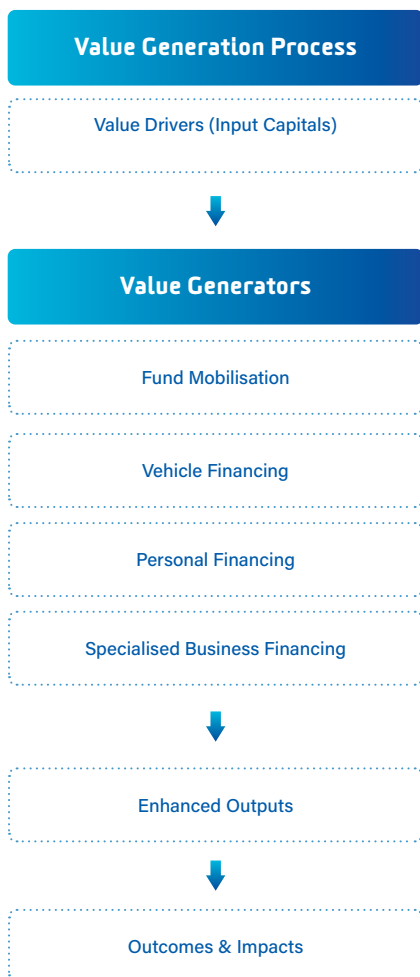 Value Generation Process
Value Drivers (Input Capitals)
Value Generators
Fund Mobilisation
Vehicle Financing
Personal Financing
Specialised Business Financing
Enhanced Outputs
Outcomes & Impacts